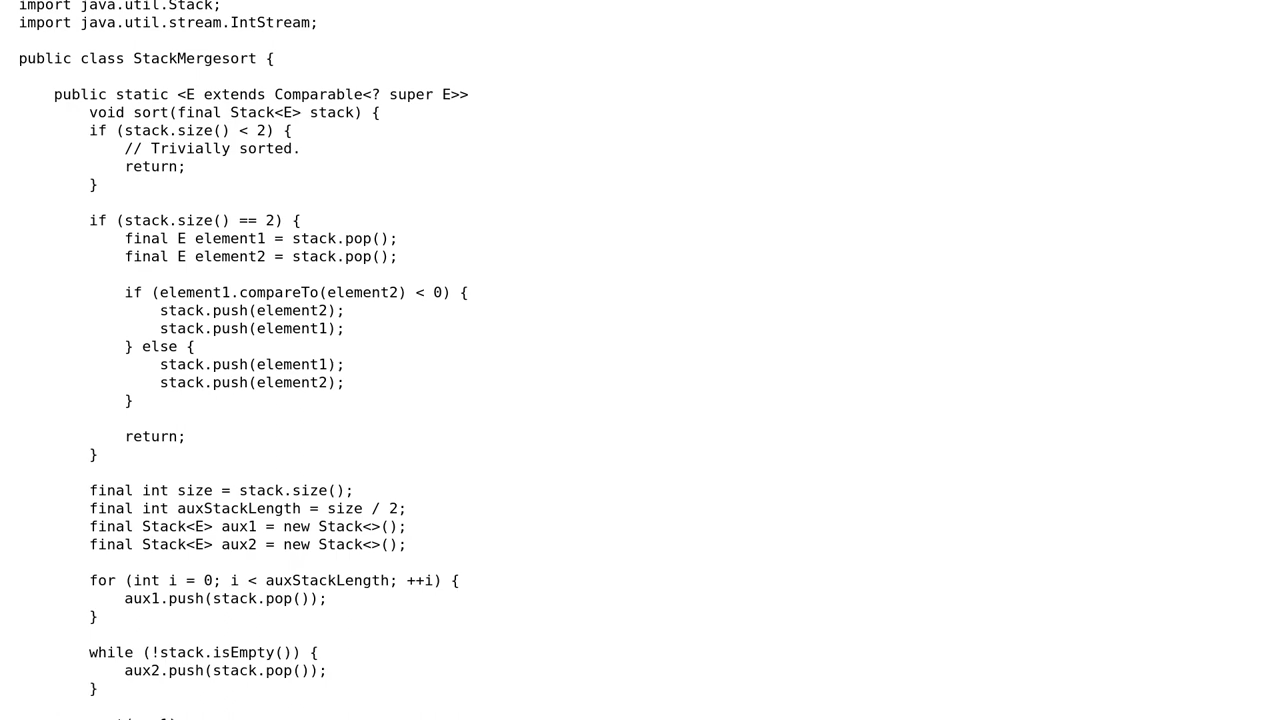 import java.util.Stack;
import java.util.stream.IntStream;

public class StackMergesort {

    public static <E extends Comparable<? super E>>
        void sort(final Stack<E> stack) {
        if (stack.size() < 2) {
            // Trivially sorted.
            return;
        }

        if (stack.size() == 2) {
            final E element1 = stack.pop();
            final E element2 = stack.pop();

            if (element1.compareTo(element2) < 0) {
                stack.push(element2);
                stack.push(element1);
            } else {
                stack.push(element1);
                stack.push(element2);
            }

            return;
        }

        final int size = stack.size();
        final int auxStackLength = size / 2;
        final Stack<E> aux1 = new Stack<>();
        final Stack<E> aux2 = new Stack<>();

        for (int i = 0; i < auxStackLength; ++i) {
            aux1.push(stack.pop());
        }

        while (!stack.isEmpty()) {
            aux2.push(stack.pop());
        }